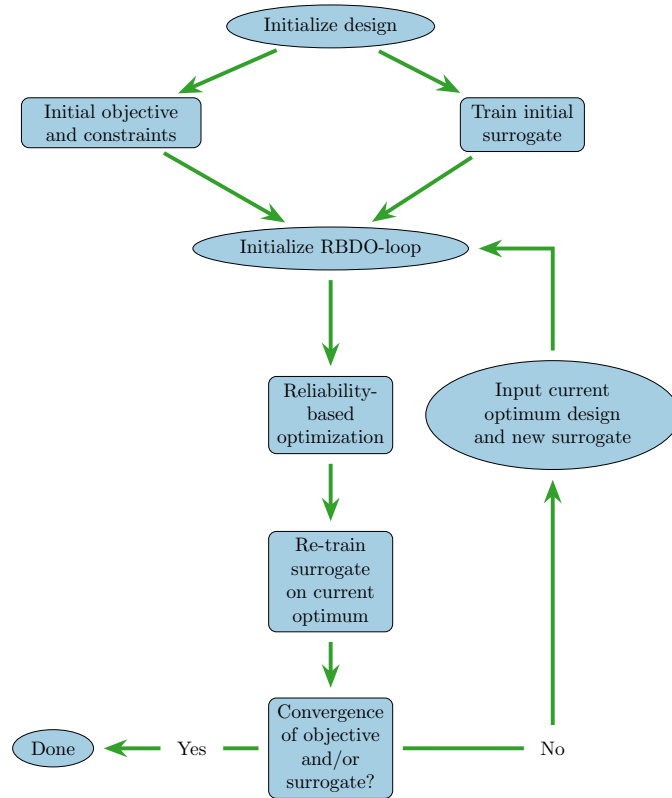 Initialize design
Initial objective
and constraints
Train initial
surrogate
Initialize RBDO-loop
Reliability-
based
optimization
Input current
optimum design
and new surrogate
Re-train
surrogate
on current
optimum
Convergence
of objective
and/or
surrogate?
Done
Yes
No